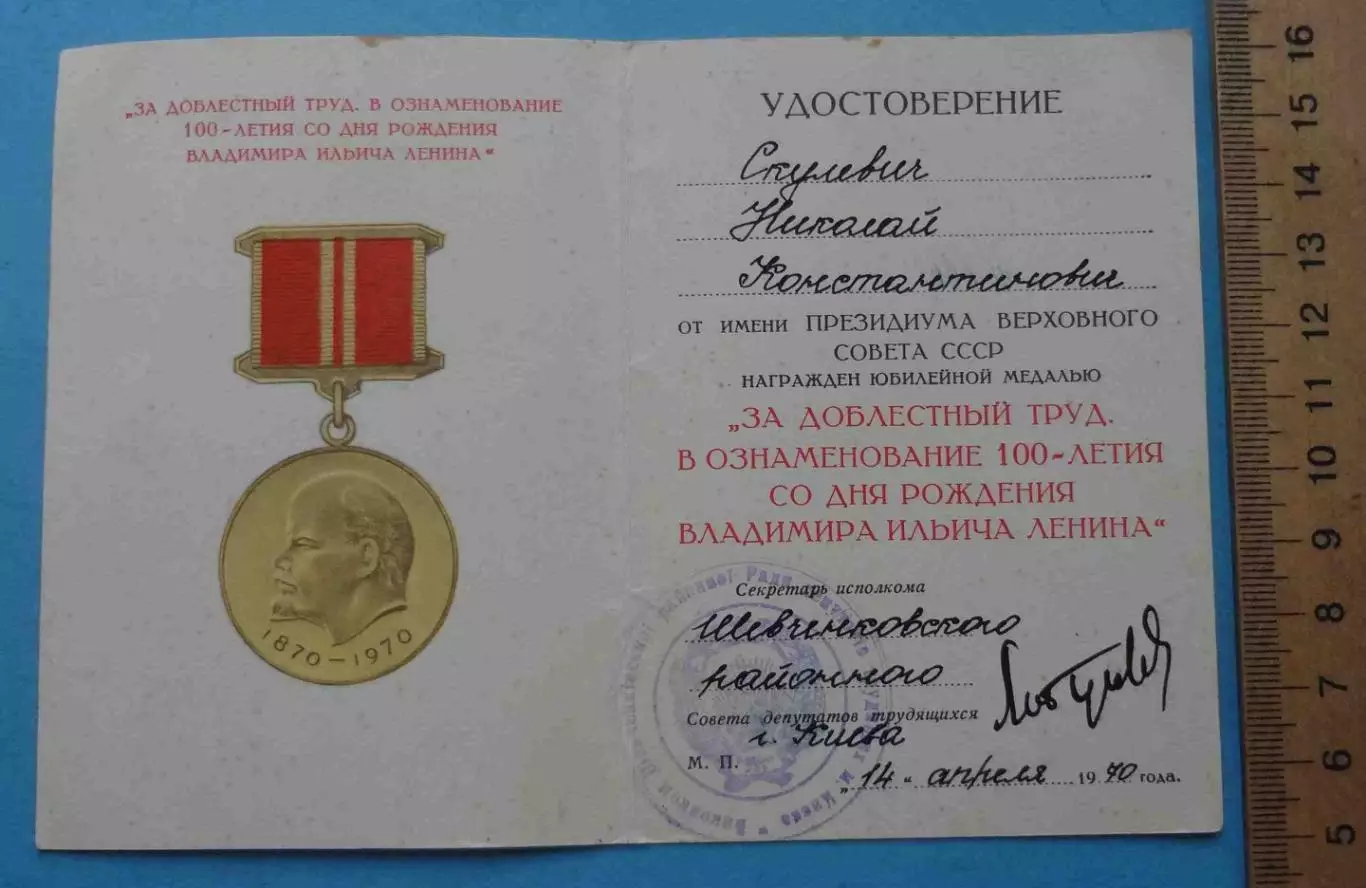 „ЗА ДОБЛЕСТНЫЙ ТРУД. В ОЗНАМЕНОВАНИЕ
100-ЛЕТИЯ СО ДНЯ РОЖДЕНИЯ
ВЛАДИМИРА ИЛЬИЧА ЛЕНИНА“
1870-1970
УДОСТОВЕРЕНИЕ
Скулевич
Николай
Константинович
ОТ ИМЕНИ ПРЕЗИДИУМА ВЕРХОВНОГО
СОВЕТА СССР
НАГРАЖДЕН ЮБИЛЕЙНОЙ МЕДАЛЬЮ
„ЗА ДОБЛЕСТНЫЙ ТРУД.
В ОЗНАМЕНОВАНИЕ 100-ЛЕТИЯ
СО ДНЯ РОЖДЕНИЯ
ВЛАДИМИРА ИЛЬИЧА ЛЕНИНА“
Секретарь исполкома
Шевченковского
районного
Совета депутатов трудящихся
г. Киева
М. П.
„14“ апреля 1970 года.
16
15
14
13
12
11
10
9
8
7
6
5